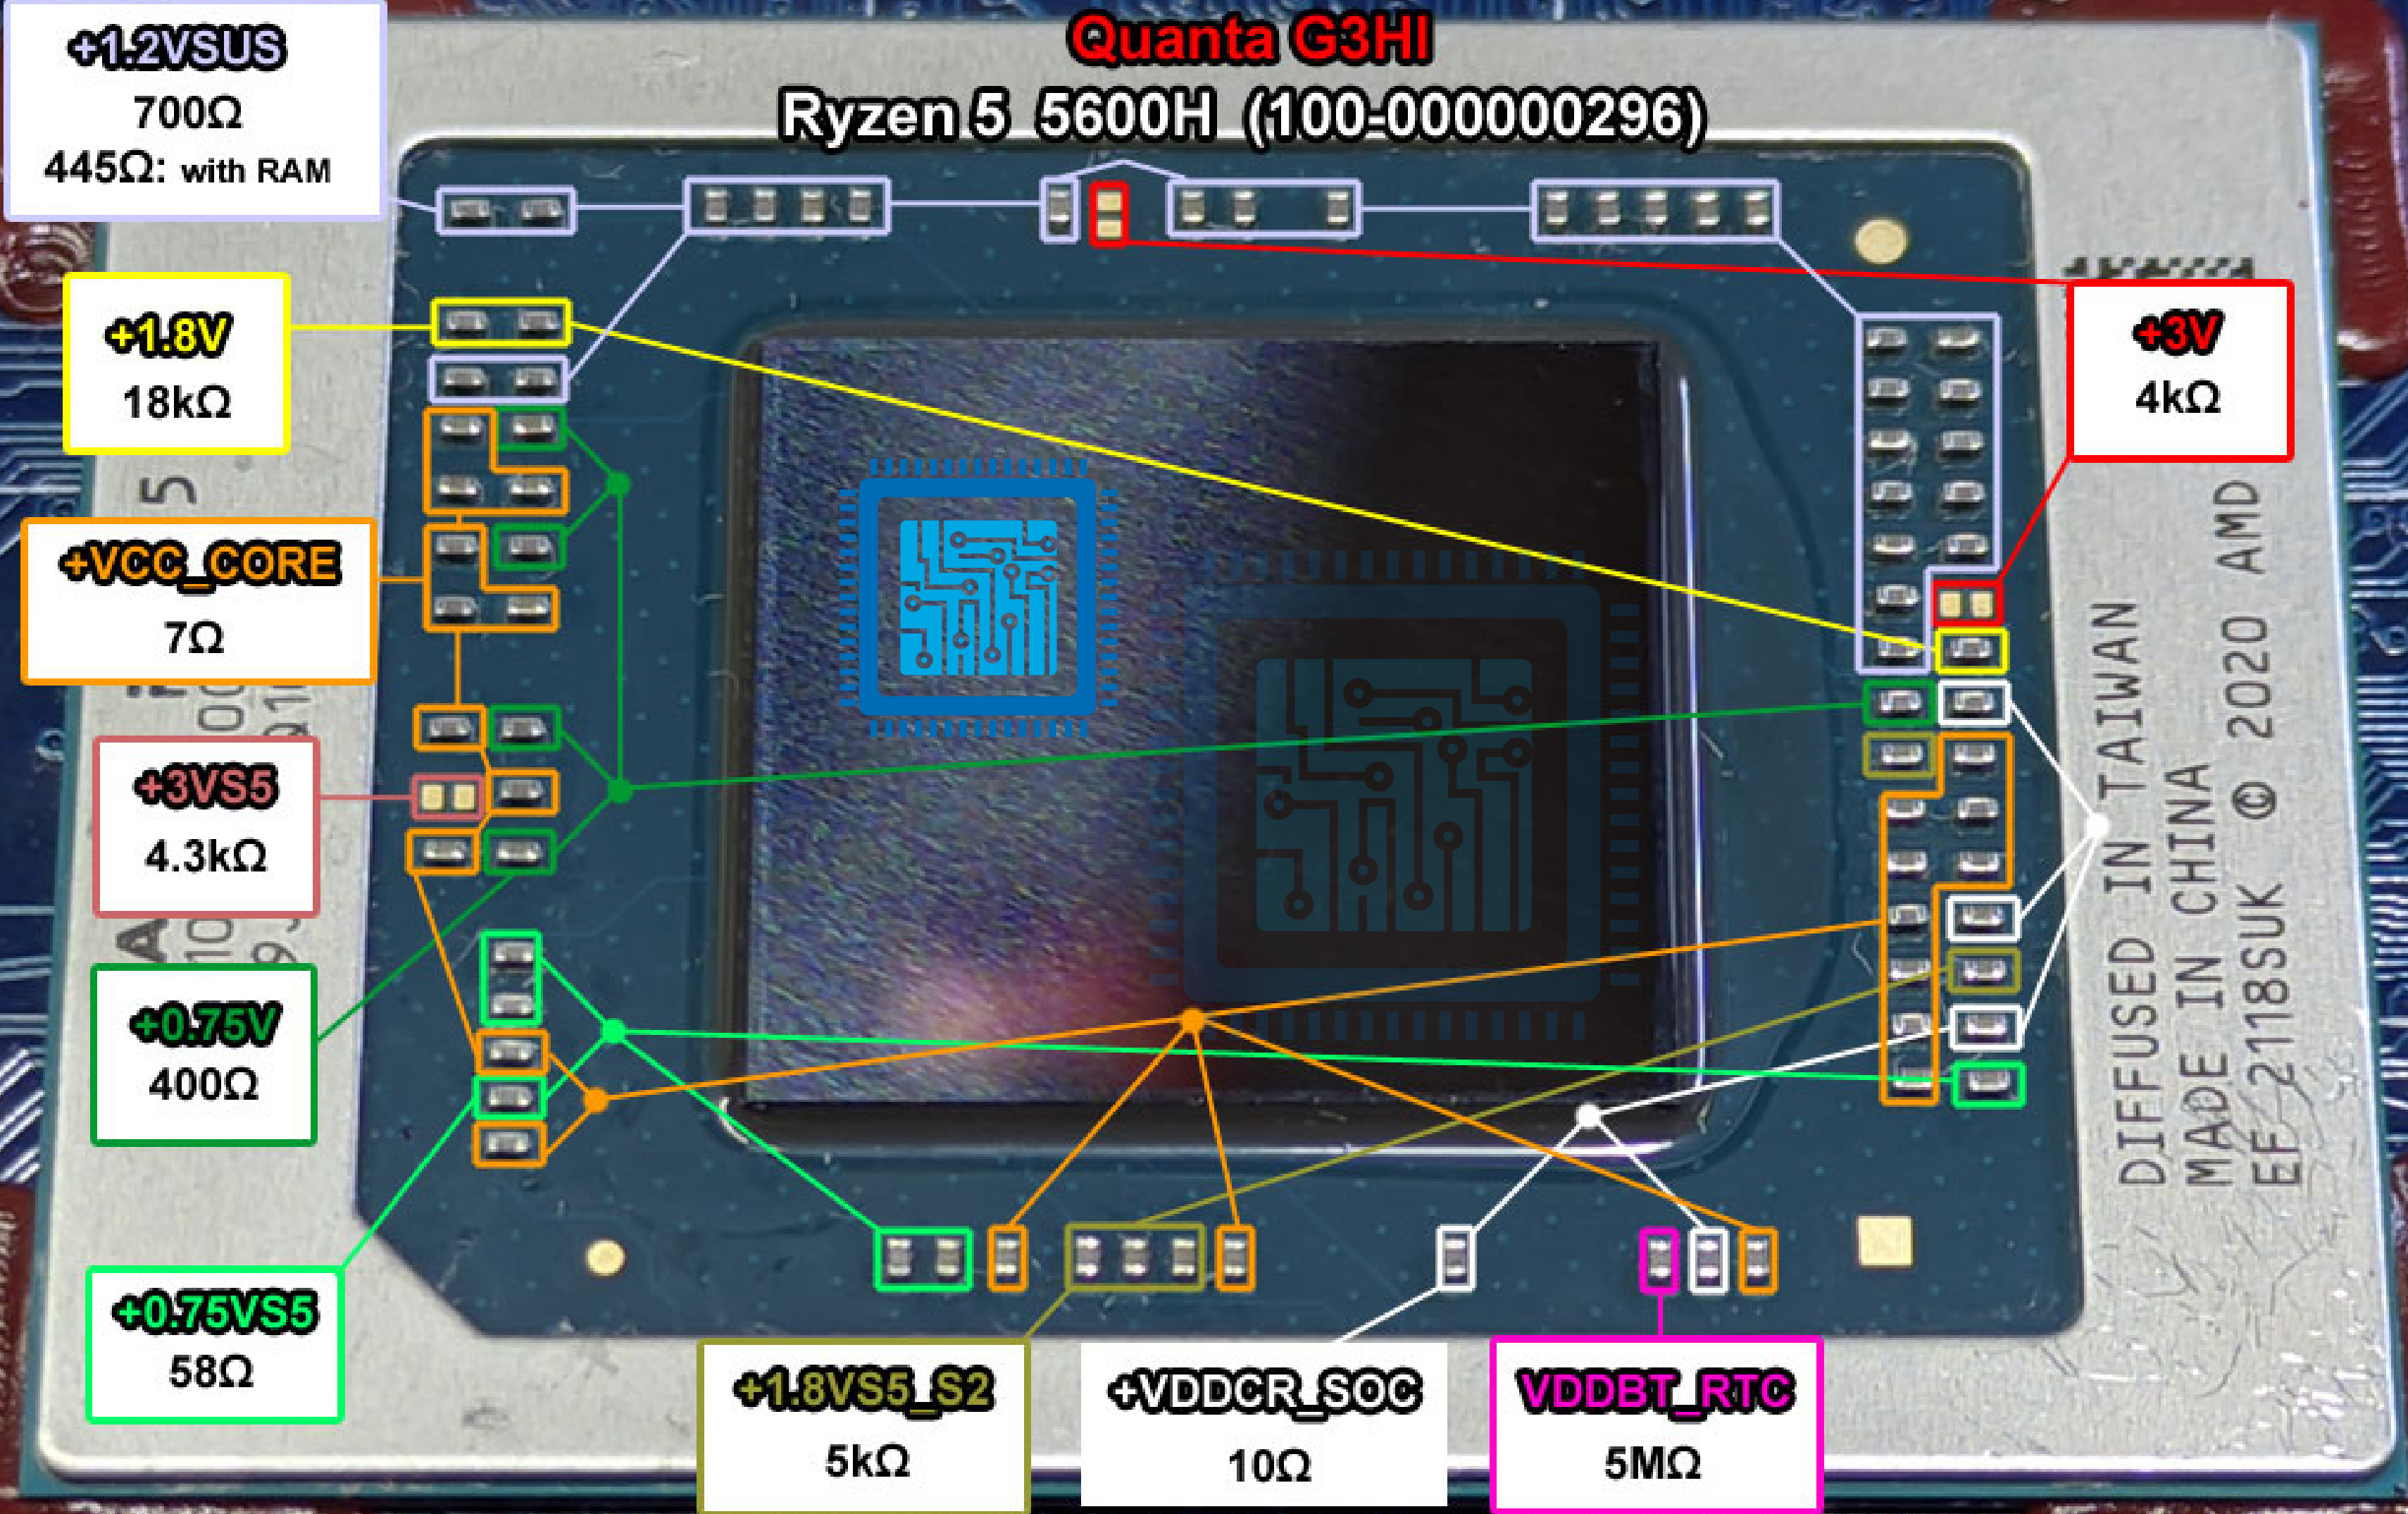 Quanta G3HI
Ryzen 5 5600H (100-000000296)
+1.2VSUS
700Ω
445Ω: with RAM
+1.8V
18kΩ
+VCC_CORE
7Ω
+3VS5
4.3kΩ
+0.75V
400Ω
+0.75VS5
58Ω
+1.8VS5_S2
5kΩ
+VDDCR_SOC
10Ω
VDDBT_RTC
5MΩ
+3V
4kΩ
DIFFUSED IN TAIWAN
MADE IN CHINA
EF 2118SUK © 2020 AMD
5
A